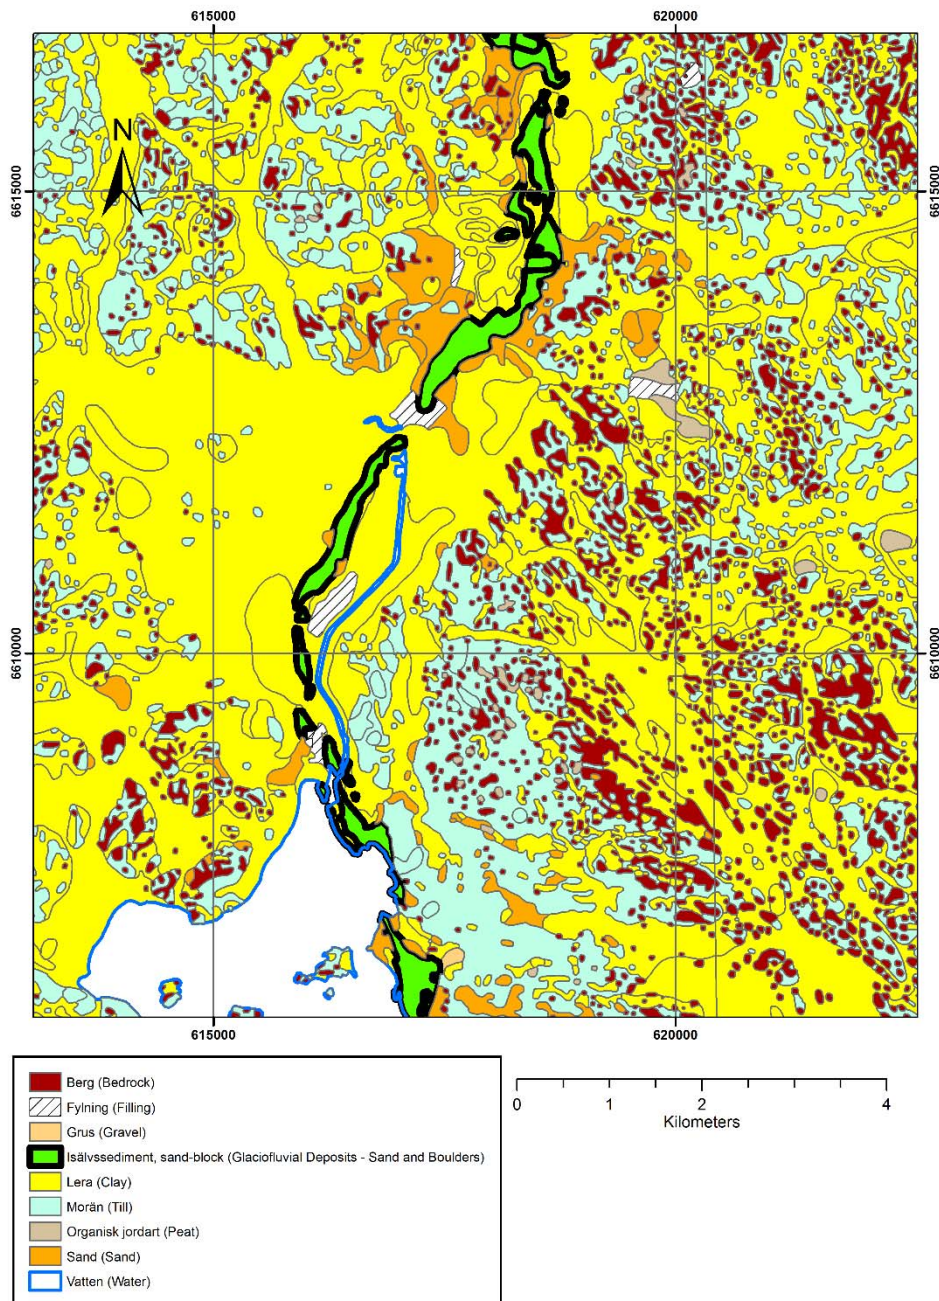 615000 620000
N
6615000 6615000
6610000 6610000
615000 620000
Berg (Bedrock)
Fylning (Filling)
Grus (Gravel)
Isälvssediment, sand-block (Glaciofluvial Deposits - Sand and Boulders)
Lera (Clay)
Morän (Till)
Organisk jordart (Peat)
Sand (Sand)
Vatten (Water)
0 1 2 4
Kilometers